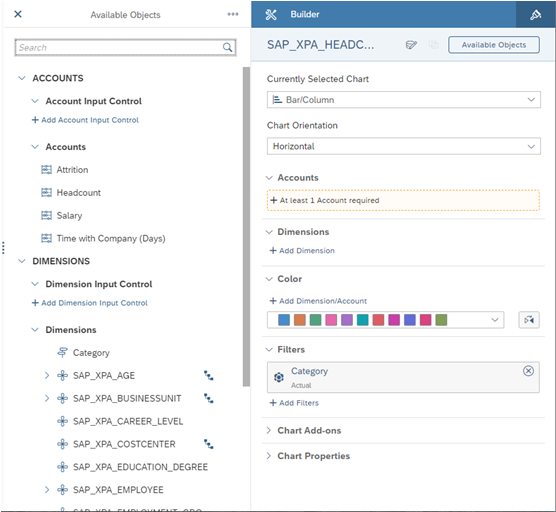 Available Objects
Search
ACCOUNTS
Account Input Control
+ Add Account Input Control
Accounts
Attrition
Headcount
Salary
Time with Company (Days)
DIMENSIONS
Dimension Input Control
+ Add Dimension Input Control
Dimensions
Category
SAP_XPA_AGE
SAP_XPA_BUSINESSUNIT
SAP_XPA_CAREER_LEVEL
SAP_XPA_COSTCENTER
SAP_XPA_EDUCATION_DEGREE
SAP_XPA_EMPLOYEE
Builder
SAP_XPA_HEADC...
Available Objects
Currently Selected Chart
Bar/Column
Chart Orientation
Horizontal
Accounts
+ At least 1 Account required
Dimensions
+ Add Dimension
Color
+ Add Dimension/Account
Filters
Category
Actual
+ Add Filters
Chart Add-ons
Chart Properties